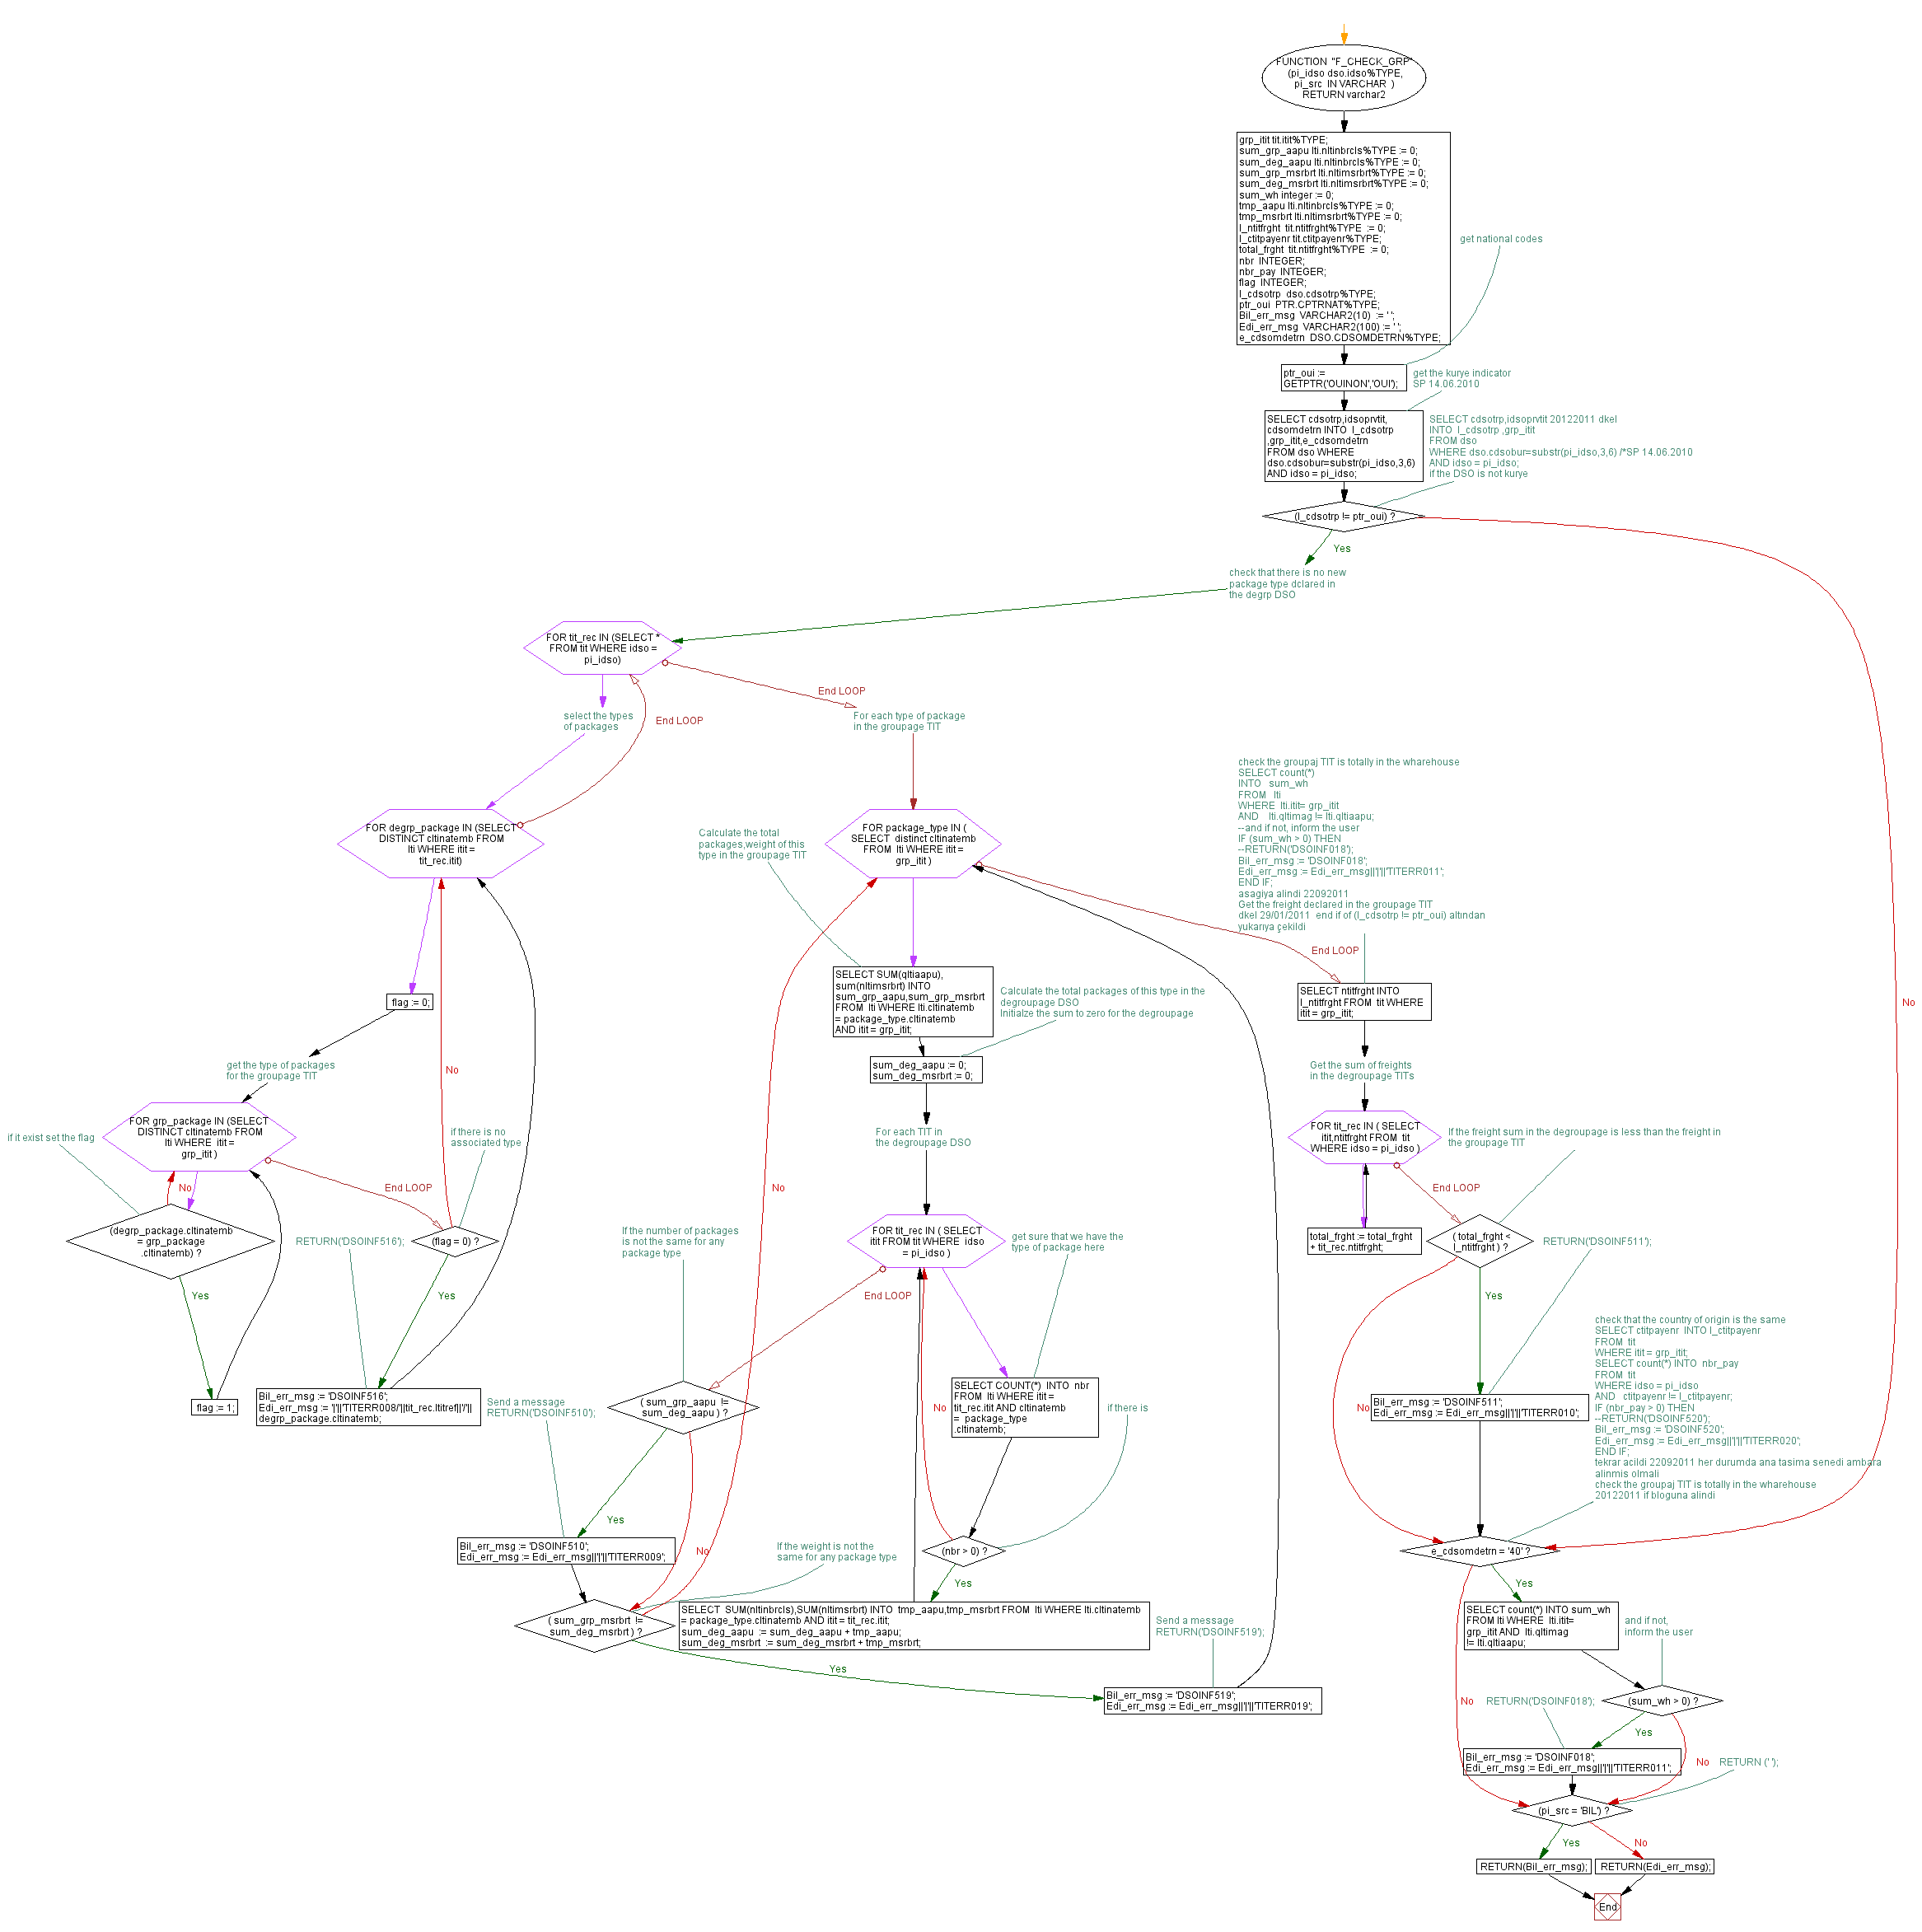 FUNCTION "F_CHECK_GRP"
(pi_idso dso.idso%TYPE,
pi_src IN VARCHAR )
RETURN varchar2
grp_itit tit.itit%TYPE;
sum_grp_aapu lti.nltinbrcls%TYPE := 0;
sum_deg_aapu lti.nltinbrcls%TYPE := 0;
sum_grp_msrbrt lti.nltimsrbrt%TYPE := 0;
sum_deg_msrbrt lti.nltimsrbrt%TYPE := 0;
sum_wh integer := 0;
tmp_aapu lti.nltinbrcls%TYPE := 0;
tmp_msrbrt lti.nltimsrbrt%TYPE := 0;
l_ntitfrght tit.ntitfrght%TYPE := 0;
l_ctitpayenr tit.ctitpayenr%TYPE;
total_frght tit.ntitfrght%TYPE := 0;
nbr INTEGER;
nbr_pay INTEGER;
flag INTEGER;
l_cdsotrp dso.cdsotrp%TYPE;
ptr_oui PTR.CPTRNAT%TYPE;
Bil_err_msg VARCHAR2(10) := ' ';
Edi_err_msg VARCHAR2(100) := ' ';
e_cdsomdetrn DSO.CDSOMDETRN%TYPE;
get national codes
ptr_oui :=
GETPTR('OUINON','OUI');
get the kurye indicator
SP 14.06.2010
SELECT cdsotrp,idsoprvtit,
cdsomdetrn INTO l_cdsotrp
,grp_itit,e_cdsomdetrn
FROM dso WHERE
dso.cdsobur=substr(pi_idso,3,6)
AND idso = pi_idso;
SELECT cdsotrp,idsoprvtit 20122011 dkel
INTO l_cdsotrp ,grp_itit
FROM dso
WHERE dso.cdsobur=substr(pi_idso,3,6) /*SP 14.06.2010
AND idso = pi_idso;
if the DSO is not kurye
(l_cdsotrp != ptr_oui) ?
Yes
check that there is no new
package type dclared in
the degrp DSO
FOR tit_rec IN (SELECT *
FROM tit WHERE idso =
pi_idso)
End LOOP
select the types
of packages
End LOOP
For each type of package
in the groupage TIT
check the groupaj TIT is totally in the wharehouse
SELECT count(*)
INTO sum_wh
FROM lti
WHERE lti.itit= grp_itit
AND lti.qltimag != lti.qltiaapu;
--and if not, inform the user
IF (sum_wh > 0) THEN
--RETURN('DSOINF018');
Bil_err_msg := 'DSOINF018';
Edi_err_msg := Edi_err_msg||'|'||'TITERR011';
END IF;
asagiya alindi 22092011
Get the freight declared in the groupage TIT
dkel 29/01/2011 end if of (l_cdsotrp != ptr_oui) altından
yukarıya çekildi
FOR degrp_package IN (SELECT
DISTINCT cltinatemb FROM
lti WHERE itit =
tit_rec.itit)
Calculate the total
packages,weight of this
type in the groupage TIT
FOR package_type IN (
SELECT distinct cltinatemb
FROM lti WHERE itit =
grp_itit )
End LOOP
SELECT SUM(qltiaapu),
sum(nltimsrbrt) INTO
sum_grp_aapu,sum_grp_msrbrt
FROM lti WHERE lti.cltinatemb
= package_type.cltinatemb
AND itit = grp_itit;
Calculate the total packages of this type in the
degroupage DSO
Initialze the sum to zero for the degroupage
SELECT ntitfrght INTO
l_ntitfrght FROM tit WHERE
itit = grp_itit;
No
flag := 0;
get the type of packages
for the groupage TIT
No
sum_deg_aapu := 0;
sum_deg_msrbrt := 0;
Get the sum of freights
in the degroupage TITs
if it exist set the flag
FOR grp_package IN (SELECT
DISTINCT cltinatemb FROM
lti WHERE itit =
grp_itit )
if there is no
associated type
For each TIT in
the degroupage DSO
FOR tit_rec IN ( SELECT
itit,ntitfrght FROM tit
WHERE idso = pi_idso )
If the freight sum in the degroupage is less than the freight in
the groupage TIT
No
End LOOP
No
End LOOP
(degrp_package.cltinatemb
= grp_package
.cltinatemb) ?
RETURN('DSOINF516');
(flag = 0) ?
If the number of packages
is not the same for any
package type
FOR tit_rec IN ( SELECT
itit FROM tit WHERE idso
= pi_idso )
get sure that we have the
type of package here
total_frght := total_frght
+ tit_rec.ntitfrght;
( total_frght <
l_ntitfrght ) ?
RETURN('DSOINF511');
Yes
Yes
End LOOP
Yes
check that the country of origin is the same
SELECT ctitpayenr INTO l_ctitpayenr
FROM tit
WHERE itit = grp_itit;
SELECT count(*) INTO nbr_pay
FROM tit
WHERE idso = pi_idso
AND ctitpayenr != l_ctitpayenr;
IF (nbr_pay > 0) THEN
--RETURN('DSOINF520');
Bil_err_msg := 'DSOINF520';
Edi_err_msg := Edi_err_msg||'|'||'TITERR020';
END IF;
tekrar acildi 22092011 her durumda ana tasima senedi ambara
alinmis olmali
check the groupaj TIT is totally in the wharehouse
20122011 if bloguna alindi
flag := 1;
Bil_err_msg := 'DSOINF516';
Edi_err_msg := '|'||'TITERR008/'||tit_rec.ltitref||'/'||
degrp_package.cltinatemb;
Send a message
RETURN('DSOINF510');
( sum_grp_aapu !=
sum_deg_aapu ) ?
No
SELECT COUNT(*) INTO nbr
FROM lti WHERE itit =
tit_rec.itit AND cltinatemb
= package_type
.cltinatemb;
if there is
No
Bil_err_msg := 'DSOINF511';
Edi_err_msg := Edi_err_msg||'|'||'TITERR010';
Yes
Bil_err_msg := 'DSOINF510';
Edi_err_msg := Edi_err_msg||'|'||'TITERR009';
No
If the weight is not the
same for any package type
(nbr > 0) ?
e_cdsomdetrn = '40' ?
Yes
Yes
( sum_grp_msrbrt !=
sum_deg_msrbrt ) ?
SELECT SUM(nltinbrcls),SUM(nltimsrbrt) INTO tmp_aapu,tmp_msrbrt FROM lti WHERE lti.cltinatemb
= package_type.cltinatemb AND itit = tit_rec.itit;
sum_deg_aapu := sum_deg_aapu + tmp_aapu;
sum_deg_msrbrt := sum_deg_msrbrt + tmp_msrbrt;
Send a message
RETURN('DSOINF519');
SELECT count(*) INTO sum_wh
FROM lti WHERE lti.itit=
grp_itit AND lti.qltimag
!= lti.qltiaapu;
and if not,
inform the user
Yes
Bil_err_msg := 'DSOINF519';
Edi_err_msg := Edi_err_msg||'|'||'TITERR019';
No
RETURN('DSOINF018');
(sum_wh > 0) ?
Yes
Bil_err_msg := 'DSOINF018';
Edi_err_msg := Edi_err_msg||'|'||'TITERR011';
No
RETURN (' ');
(pi_src = 'BIL') ?
Yes
No
RETURN(Bil_err_msg);
RETURN(Edi_err_msg);
End